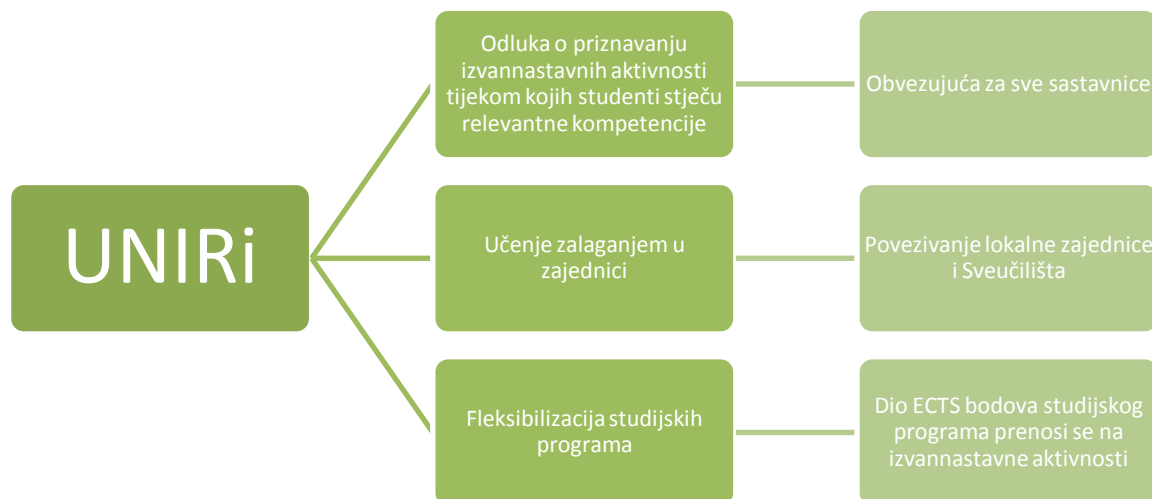 UNIRi
Odluka o priznavanju
izvannastavnih aktivnosti
tijekom kojih studenti stječu
relevantne kompetencije
Obvezujuća za sve sastavnice
Učenje zalaganjem u
zajednici
Povezivanje lokalne zajednice
i Sveučilišta
Fleksibilizacija studijskih
programa
Dio ECTS bodova studijskog
programa prenosi se na
izvannastavne aktivnosti